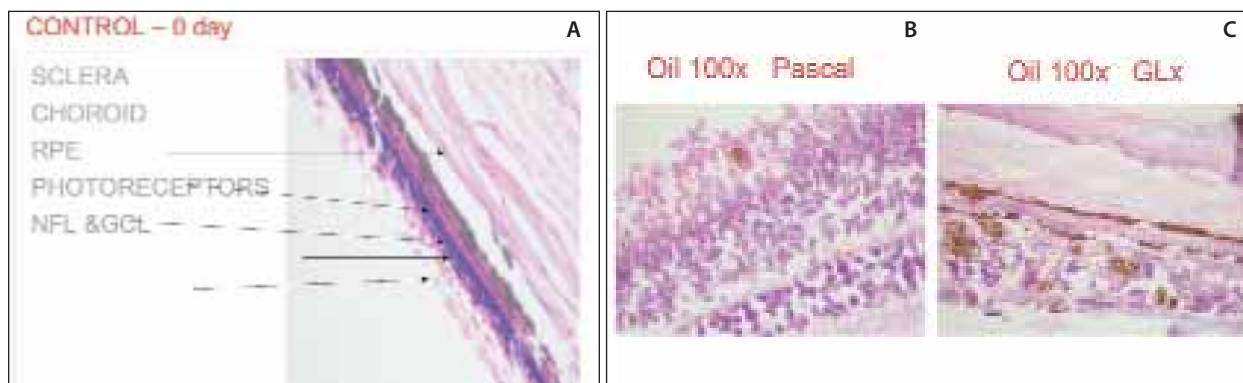 CONTROL – 0 day
A
SCLERA
CHOROID
RPE
PHOTORECEPTORS
NFL &GCL
B
Oil 100x Pascal
C
Oil 100x GLx